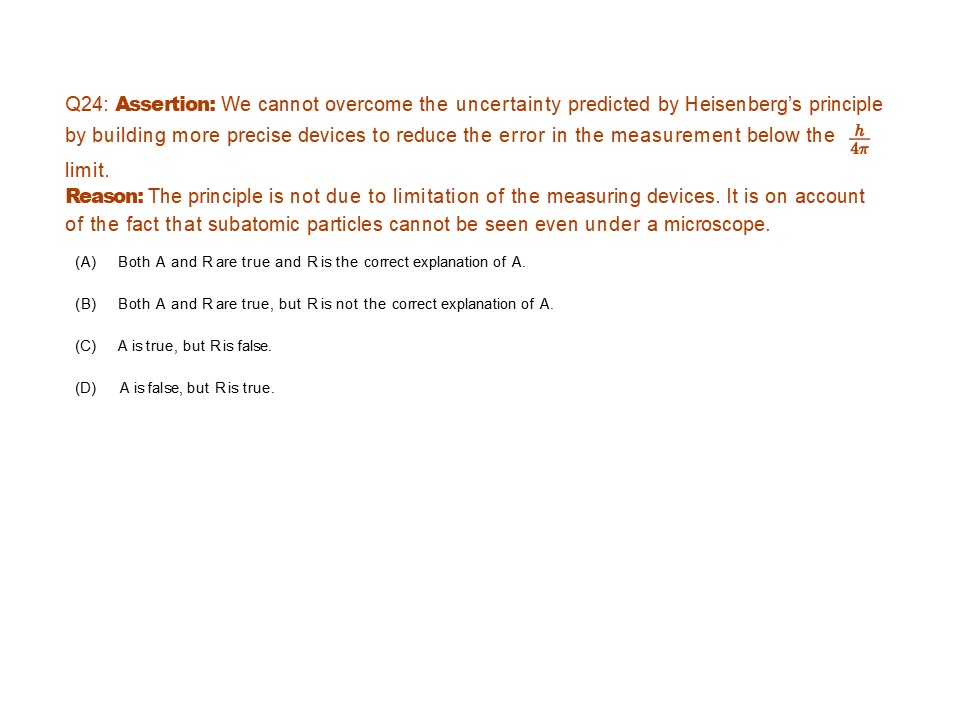 Q24: Assertion: We cannot overcome the uncertainty predicted by Heisenberg's principle
by building more precise devices to reduce the error in the measurement below the h/4π
limit.
Reason: The principle is not due to limitation of the measuring devices. It is on account
of the fact that subatomic particles cannot be seen even under a microscope.
(A) Both A and R are true and R is the correct explanation of A.
(B) Both A and R are true, but R is not the correct explanation of A.
(C) A is true, but R is false.
(D) A is false, but R is true.